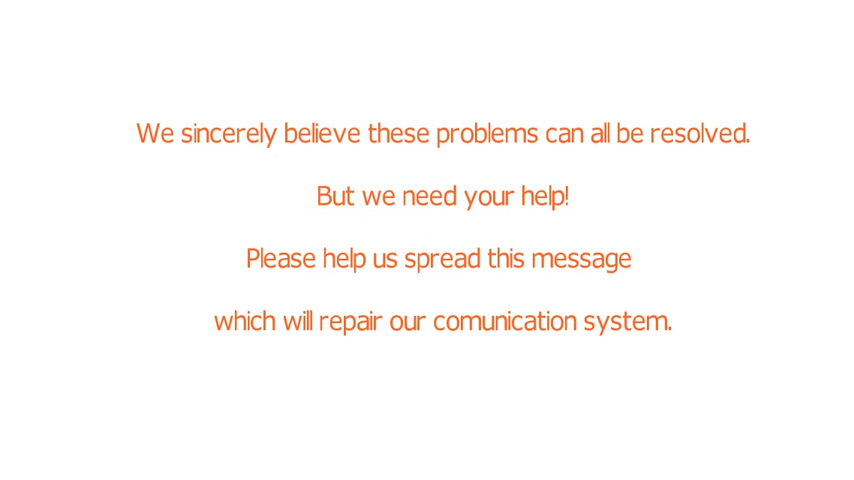 We sincerely believe these problems can all be resolved.
But we need your help!
Please help us spread this message
which will repair our comunication system.